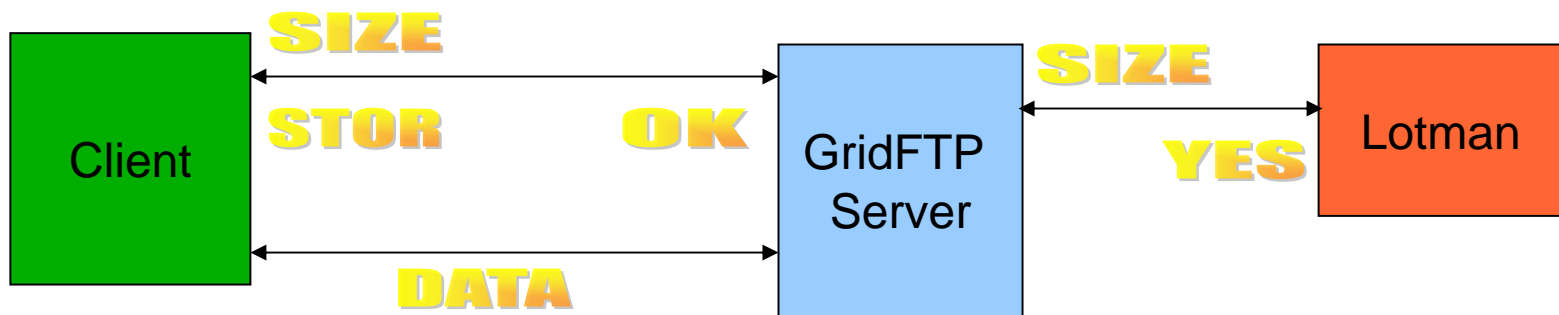 SIZE
SIZE
Client
STOR
OK
GridFTP
Server
YES
Lotman
DATA